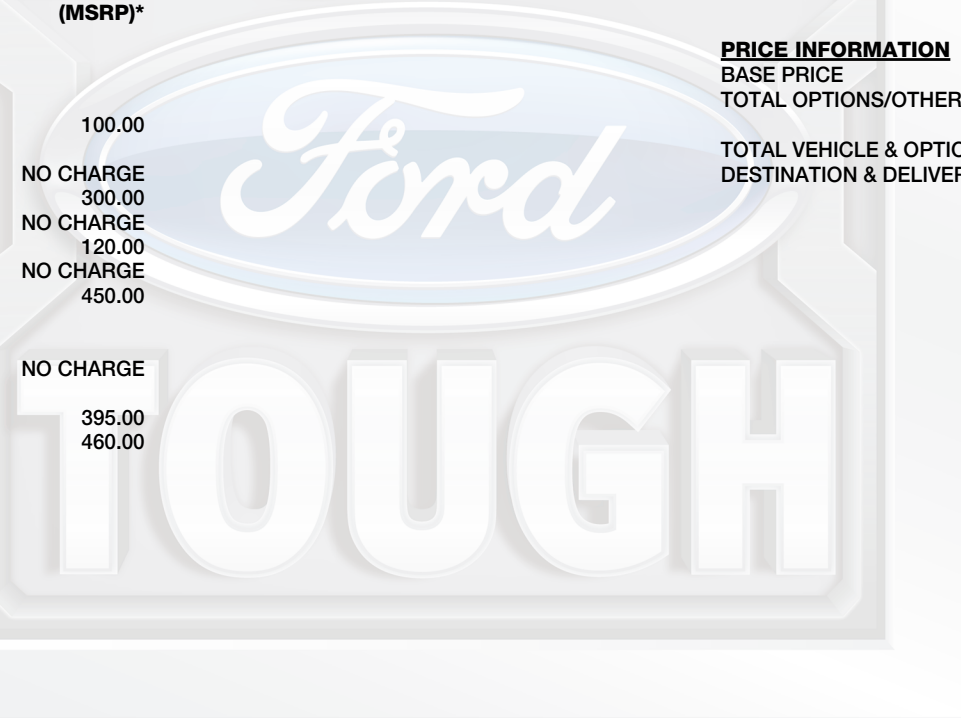 (MSRP)*
100.00
NO CHARGE
300.00
NO CHARGE
120.00
NO CHARGE
450.00
NO CHARGE
395.00
460.00
PRICE INFORMATION
BASE PRICE
TOTAL OPTIONS/OTHER
TOTAL VEHICLE & OPTIO
DESTINATION & DELIVER
Ford
TOUGH